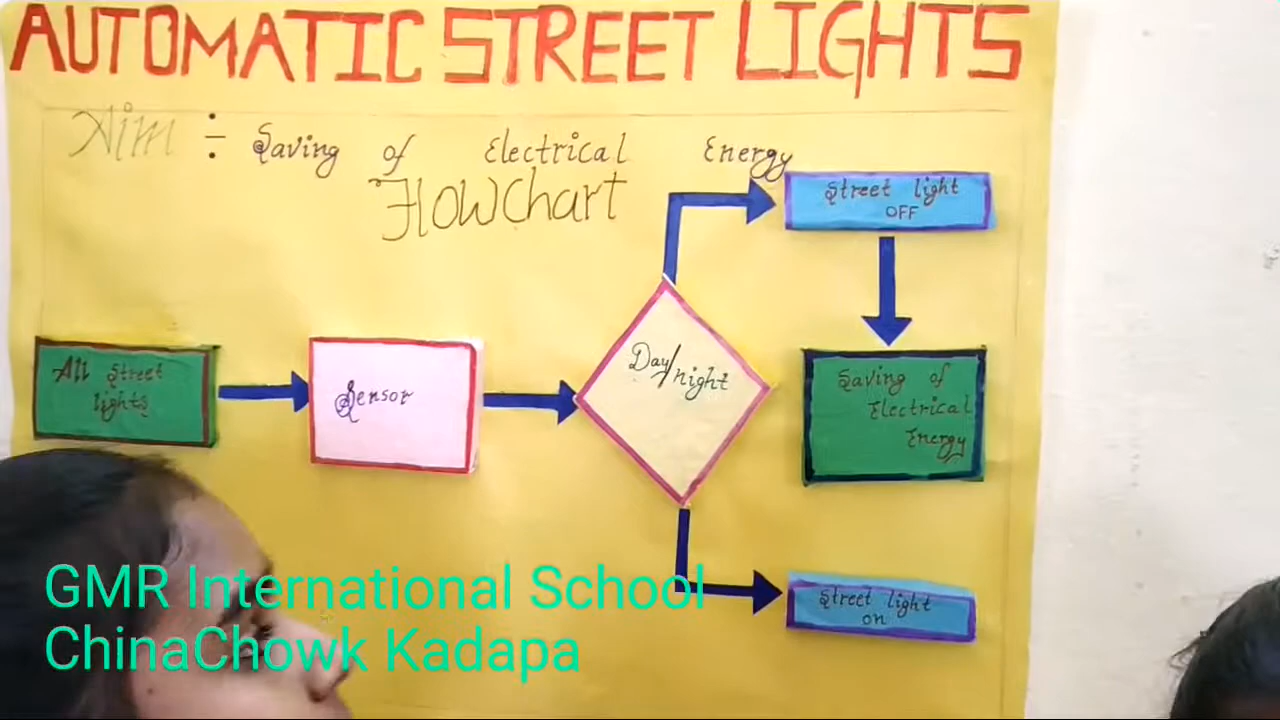 AUTOMATIC STREET LIGHTS
Aim : Saving of Electrical Energy
FlowChart
Street light
OFF
All Street
lights
Sensor
Day/night
Saving of
Electrical
Energy
Street light
on
GMR International School
ChinaChowk Kadapa